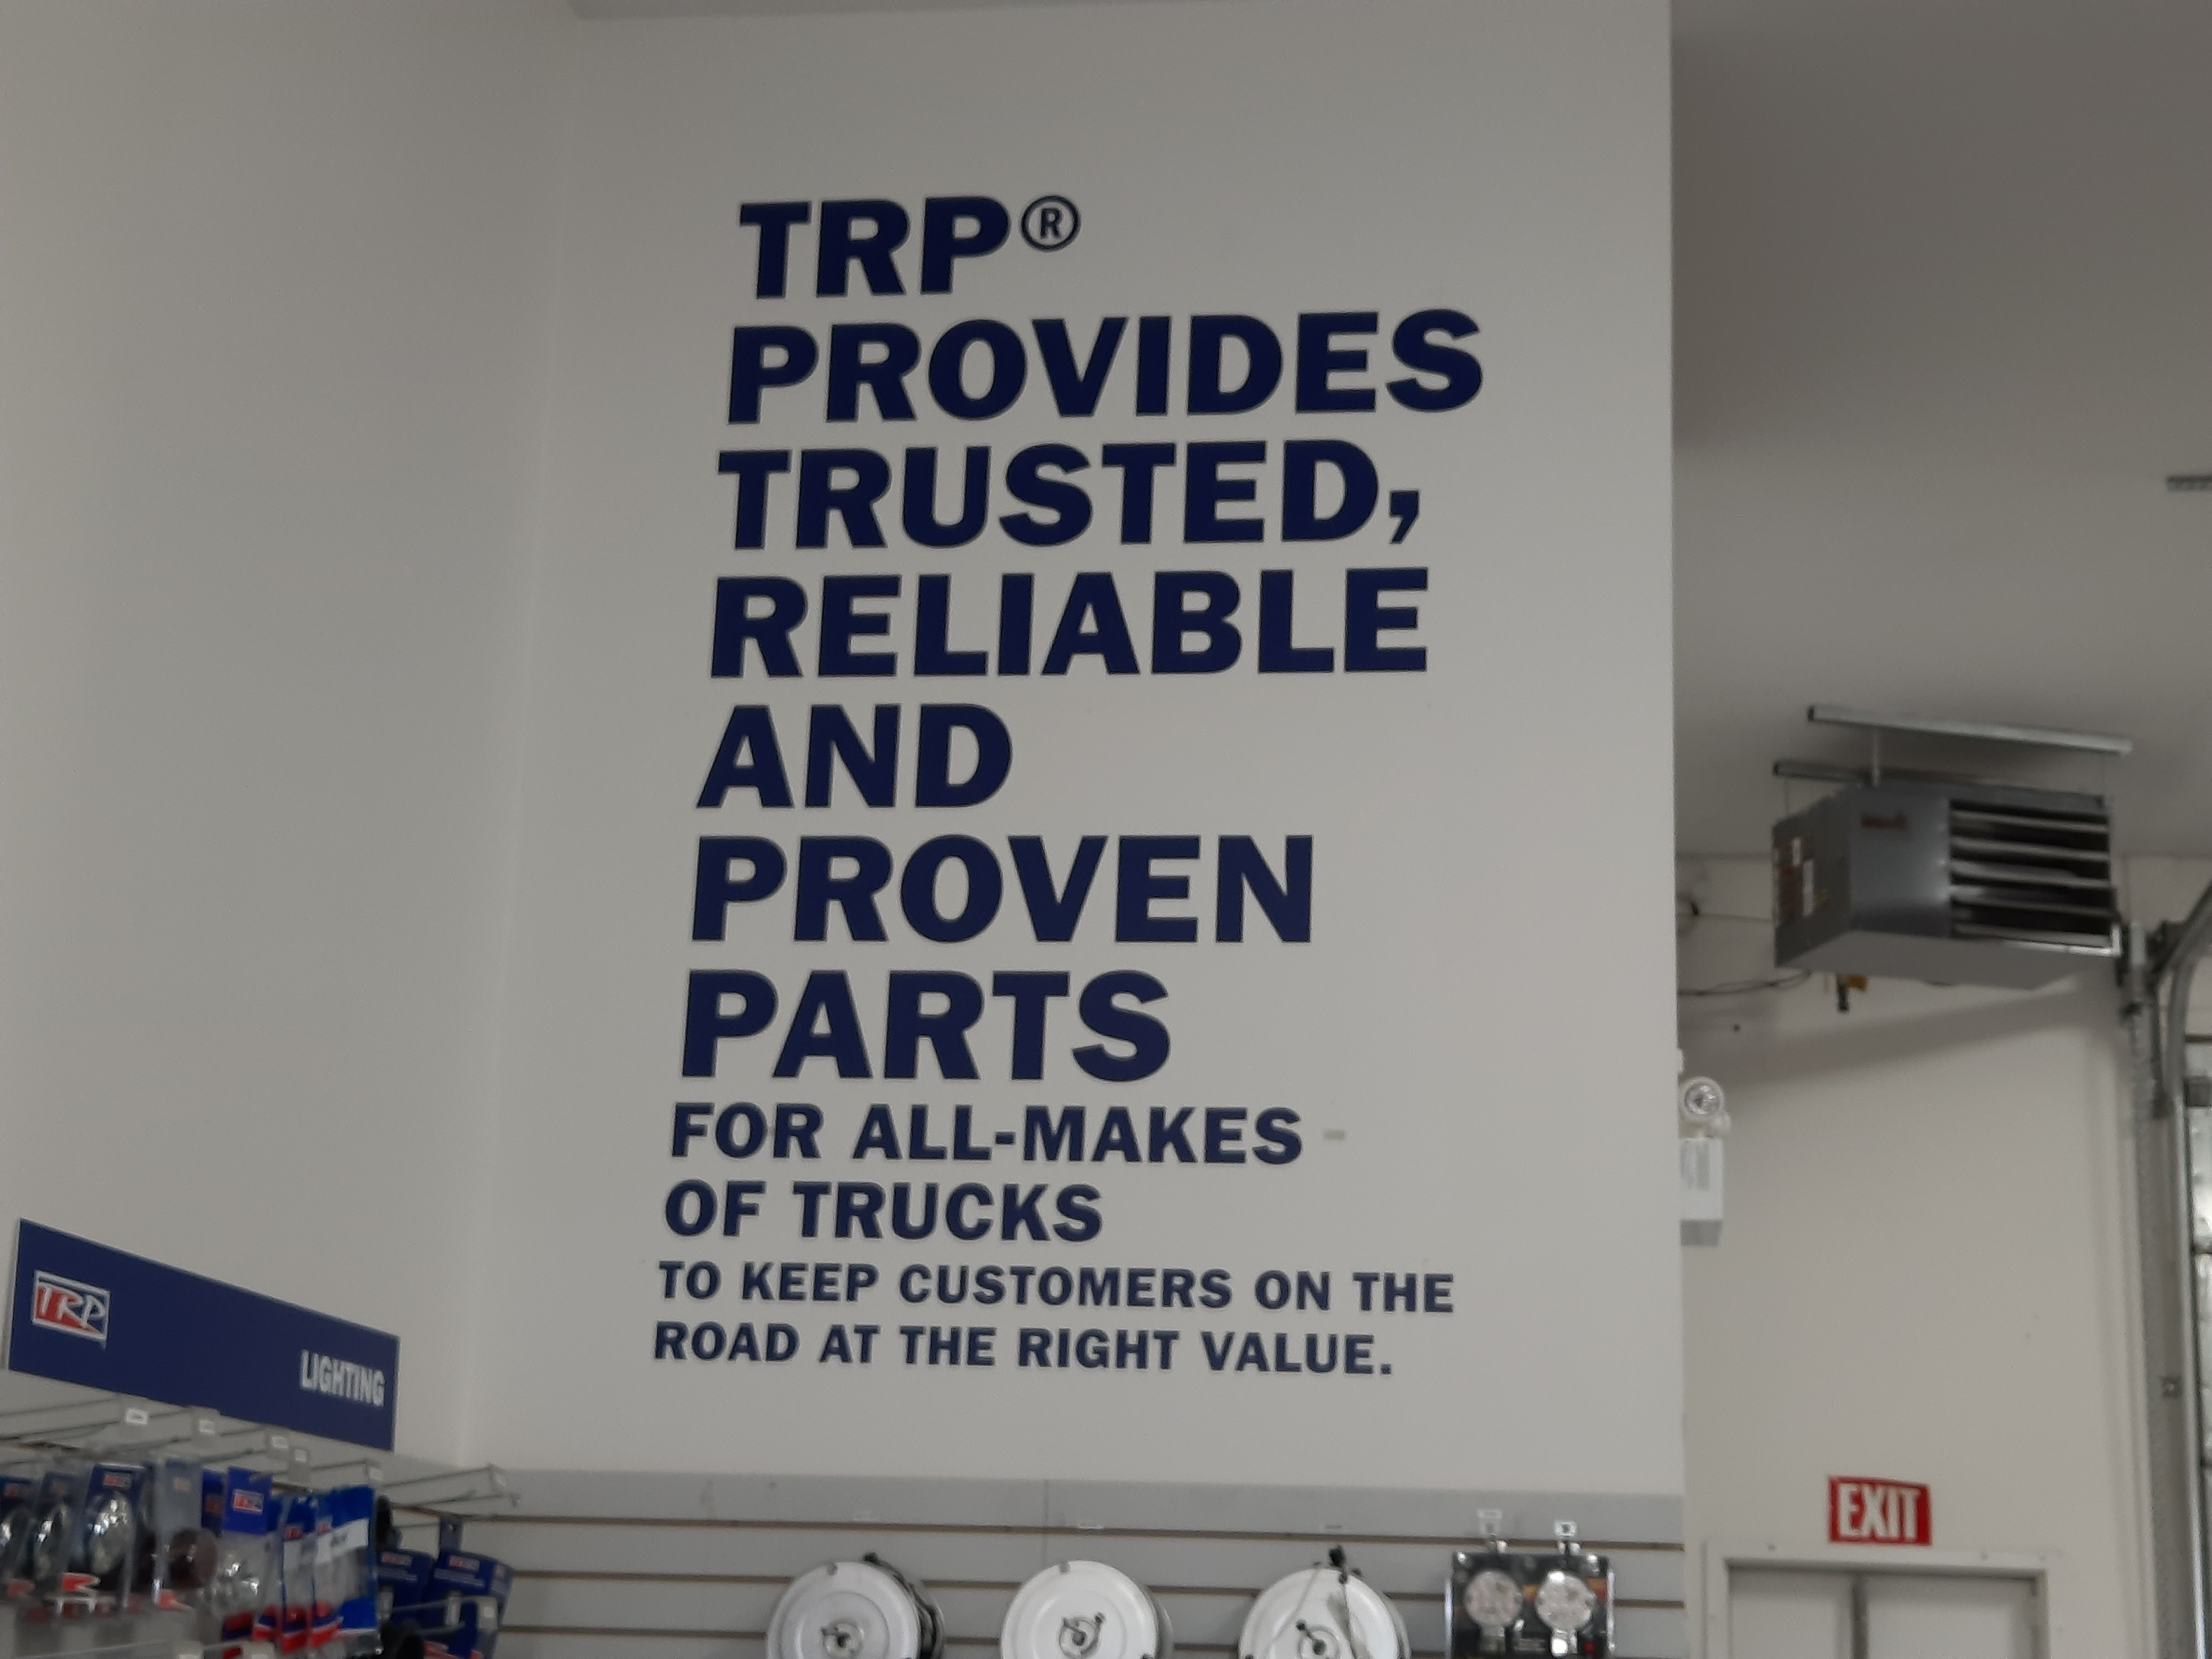 TRP®
PROVIDES
TRUSTED,
RELIABLE
AND
PROVEN
PARTS
FOR ALL-MAKES
OF TRUCKS
TO KEEP CUSTOMERS ON THE
ROAD AT THE RIGHT VALUE.
TRP
LIGHTING
EXIT